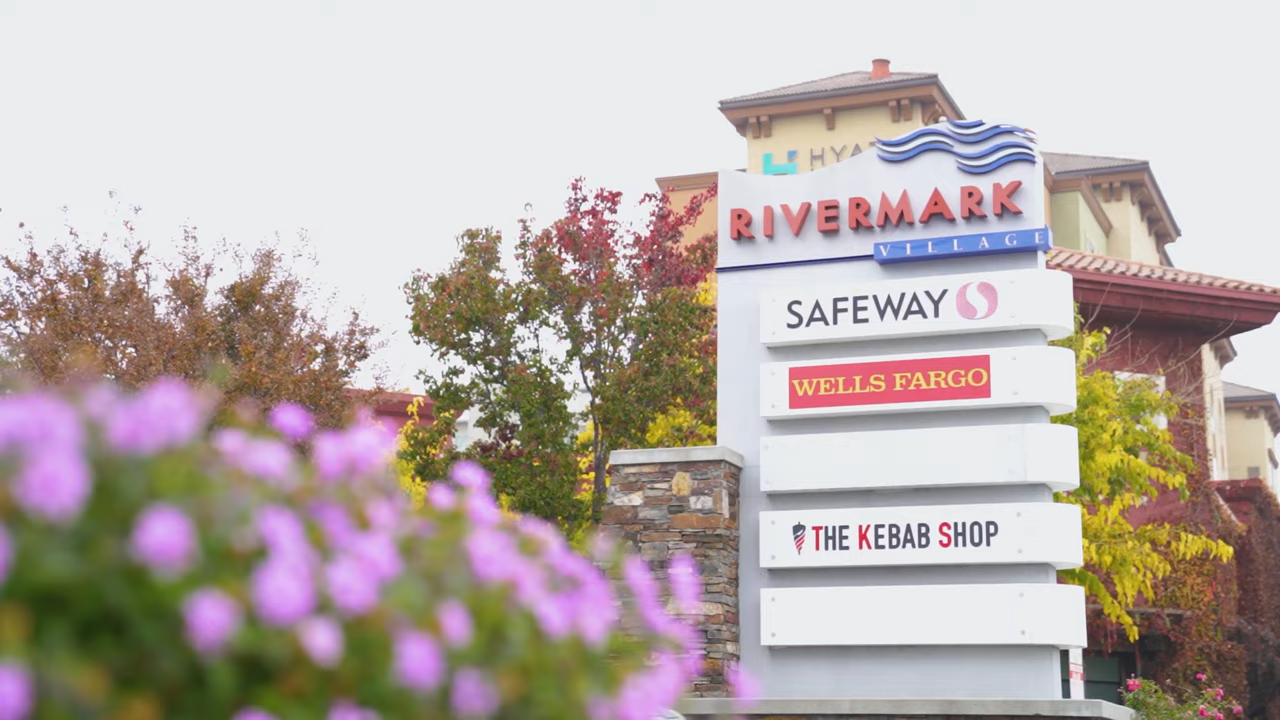 RIVERMARK
VILLAGE
SAFEWAY
WELLS FARGO
THE KEBAB SHOP